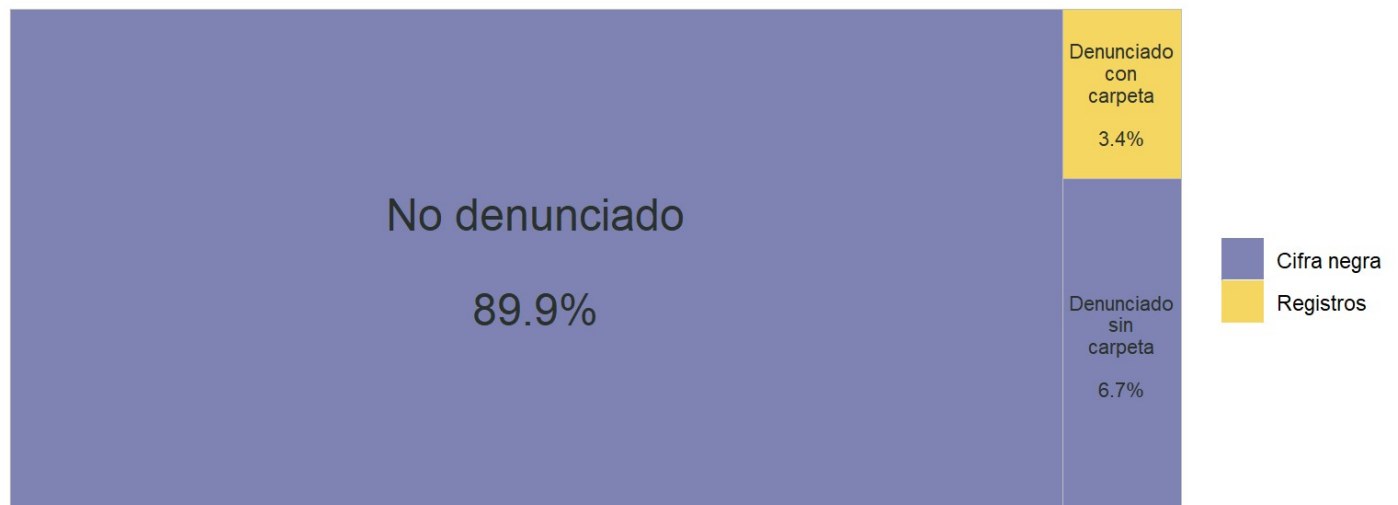 No denunciado
89.9%
Denunciado
con
carpeta
3.4%
Denunciado
sin
carpeta
6.7%
Cifra negra
Registros